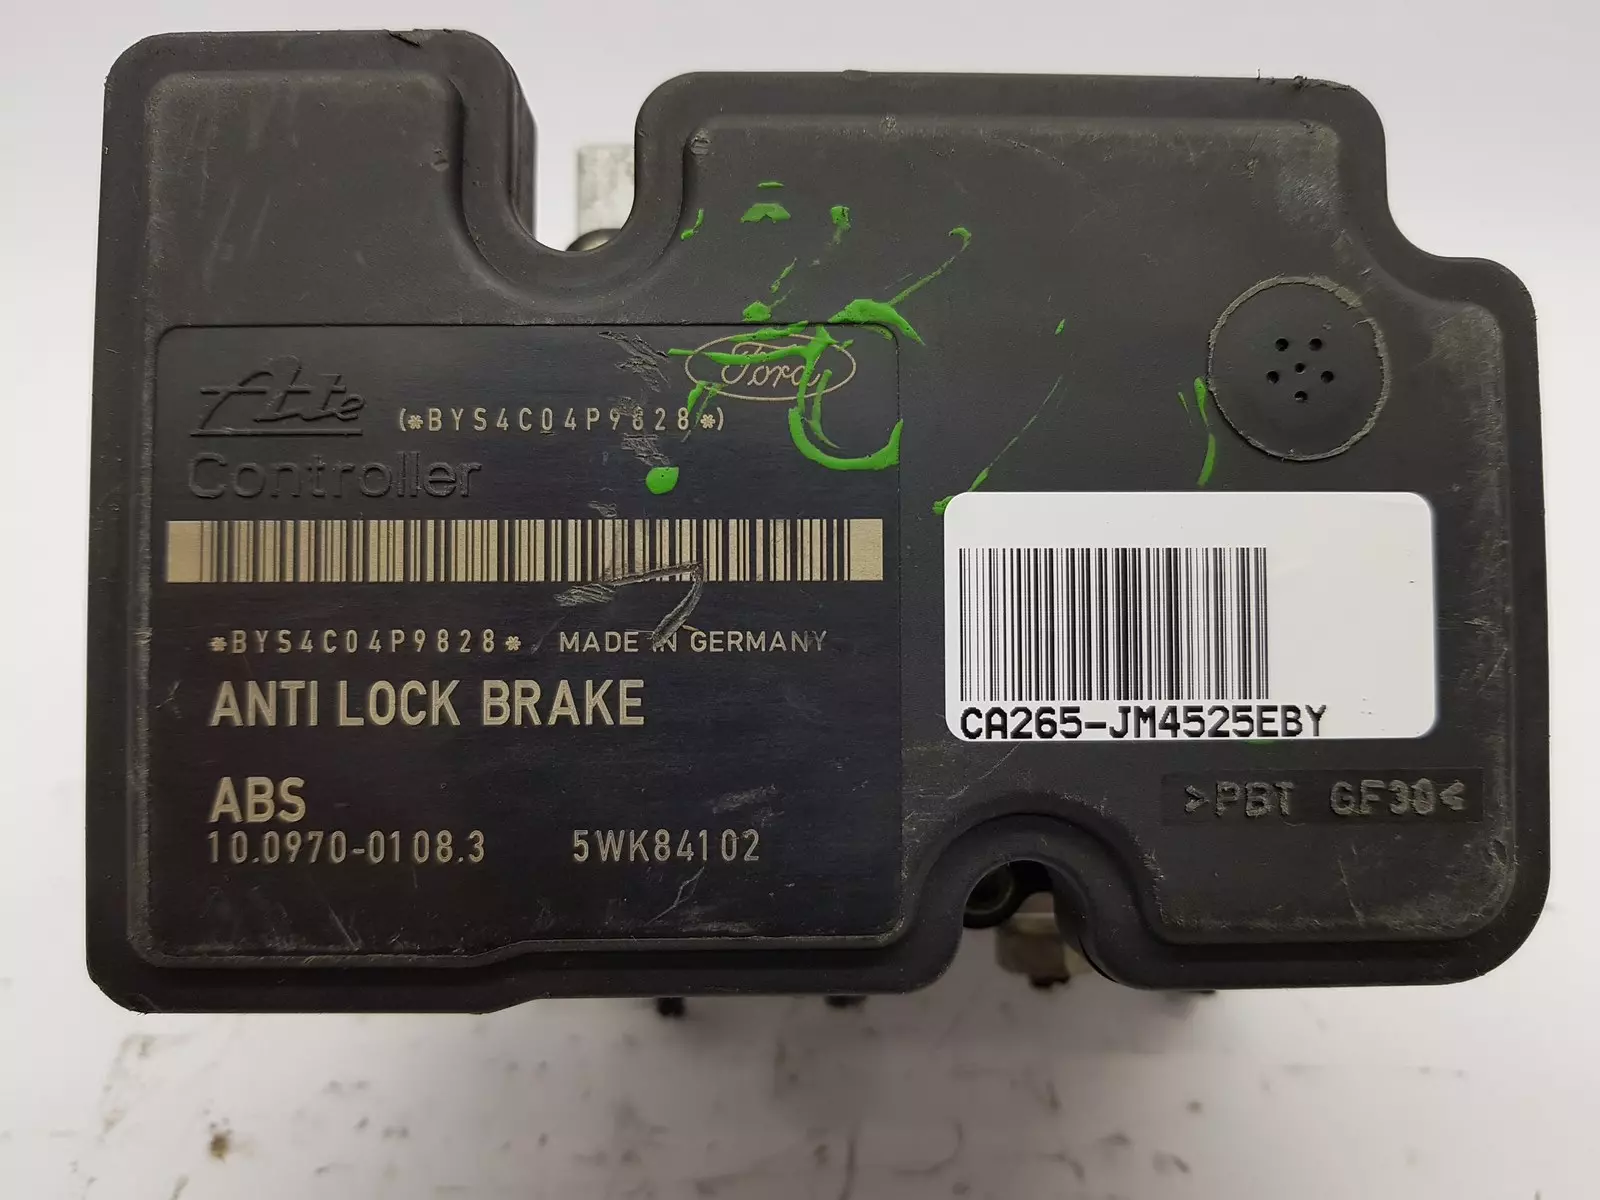 Ford
Ate
(*BYS4C04P9828*)
Controller
*BYS4C04P9828* MADE IN GERMANY
ANTI LOCK BRAKE
ABS
10.0970-0108.3 5WK84102
CA265-JM4525EBY
>PBT GF30<